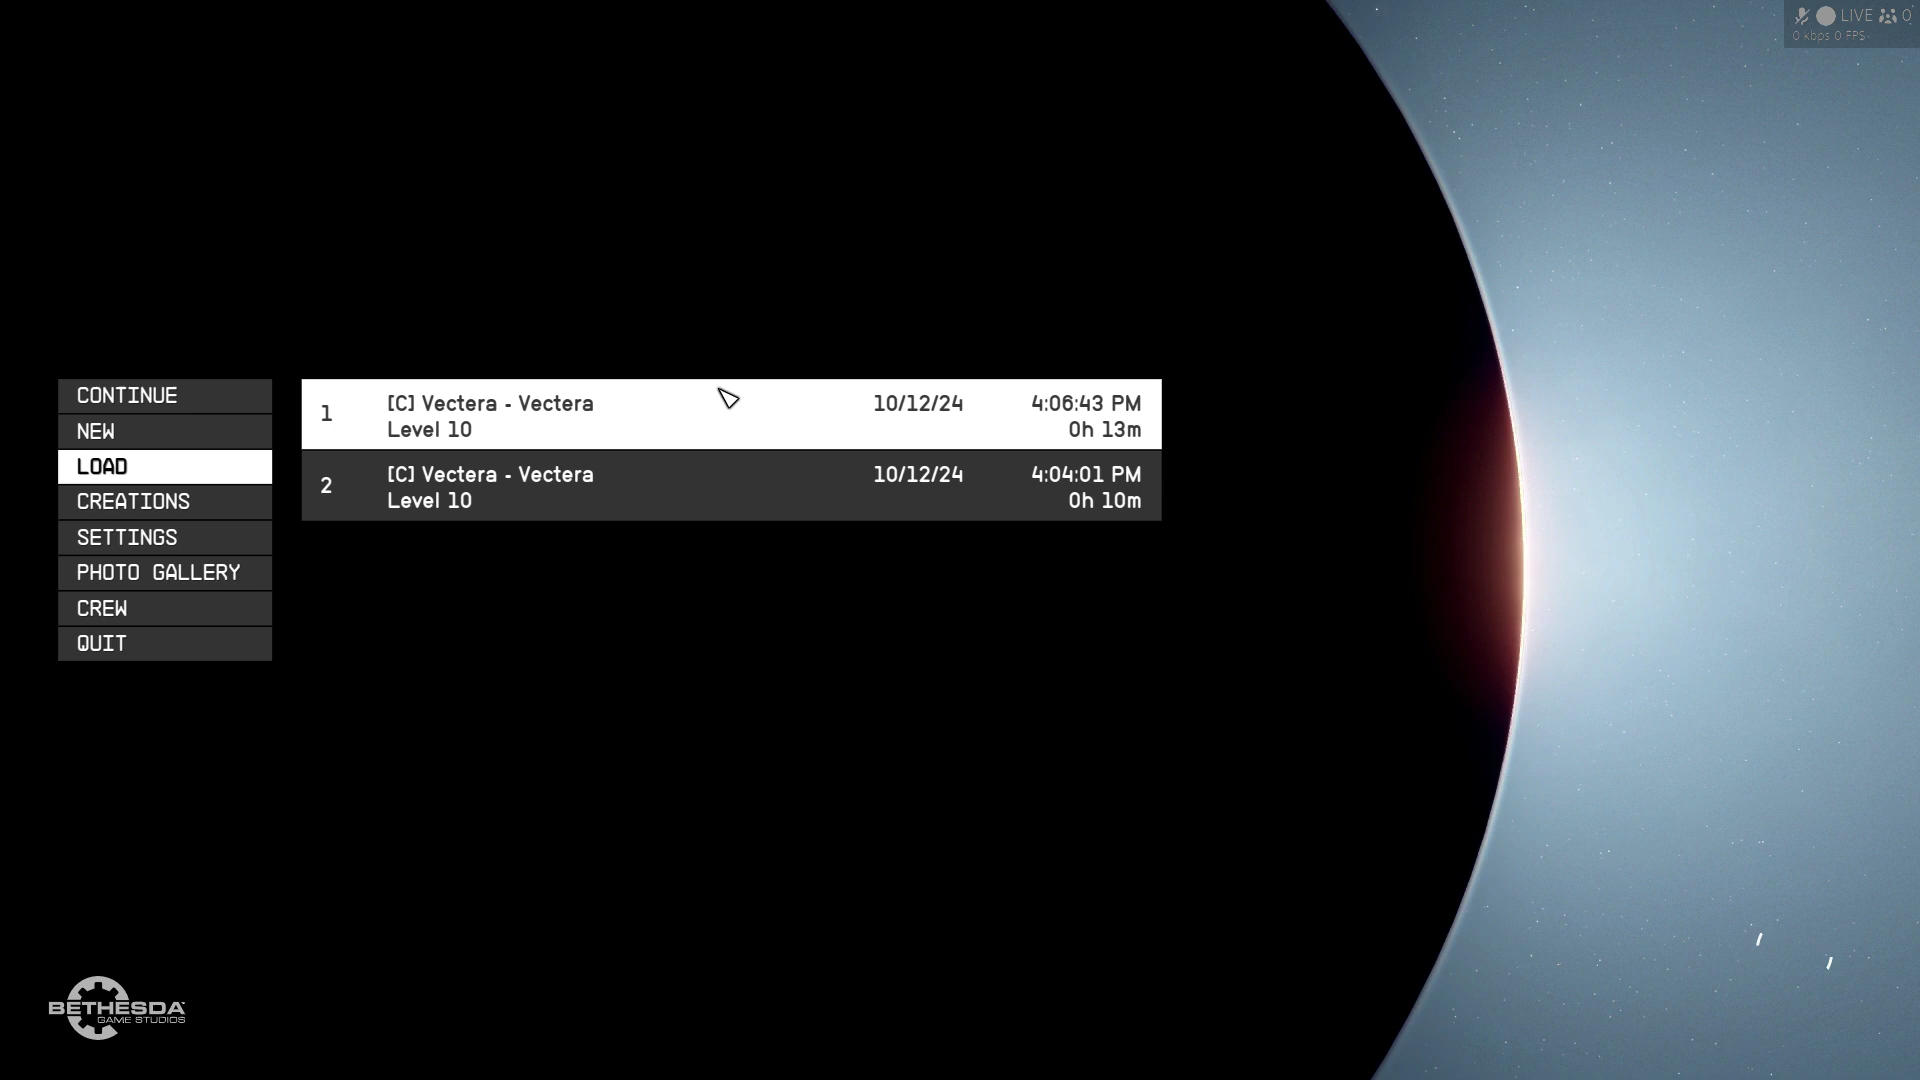 LIVE 0
0 kbps 0 FPS
CONTINUE
NEW
LOAD
CREATIONS
SETTINGS
PHOTO GALLERY
CREW
QUIT
1 [C] Vectera - Vectera 10/12/24 4:06:43 PM
Level 10 0h 13m
2 [C] Vectera - Vectera 10/12/24 4:04:01 PM
Level 10 0h 10m
BETHESDA
GAME STUDIOS